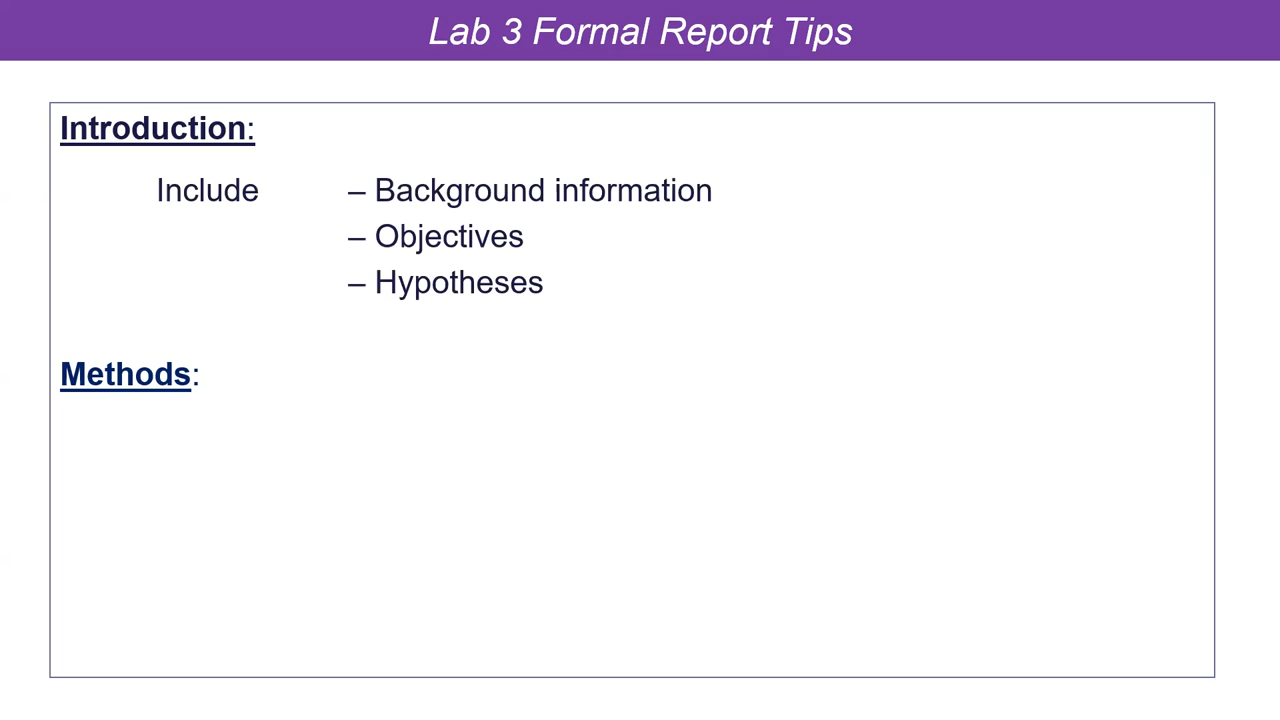 Lab 3 Formal Report Tips
Introduction:
Include – Background information
– Objectives
– Hypotheses
Methods: